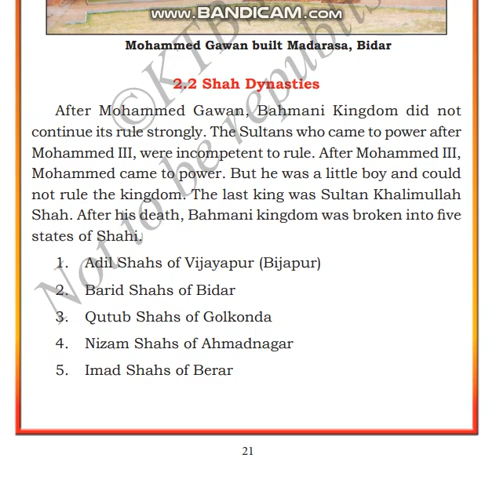 www.BANDICAM.com
Mohammed Gawan built Madarasa, Bidar
2.2 Shah Dynasties
After Mohammed Gawan, Bahmani Kingdom did not
continue its rule strongly. The Sultans who came to power after
Mohammed III, were incompetent to rule. After Mohammed III,
Mohammed came to power. But he was a little boy and could
not rule the kingdom. The last king was Sultan Khalimullah
Shah. After his death, Bahmani kingdom was broken into five
states of Shahi.
1. Adil Shahs of Vijayapur (Bijapur)
2. Barid Shahs of Bidar
3. Qutub Shahs of Golkonda
4. Nizam Shahs of Ahmadnagar
5. Imad Shahs of Berar
21
©KTB
Not to be republis